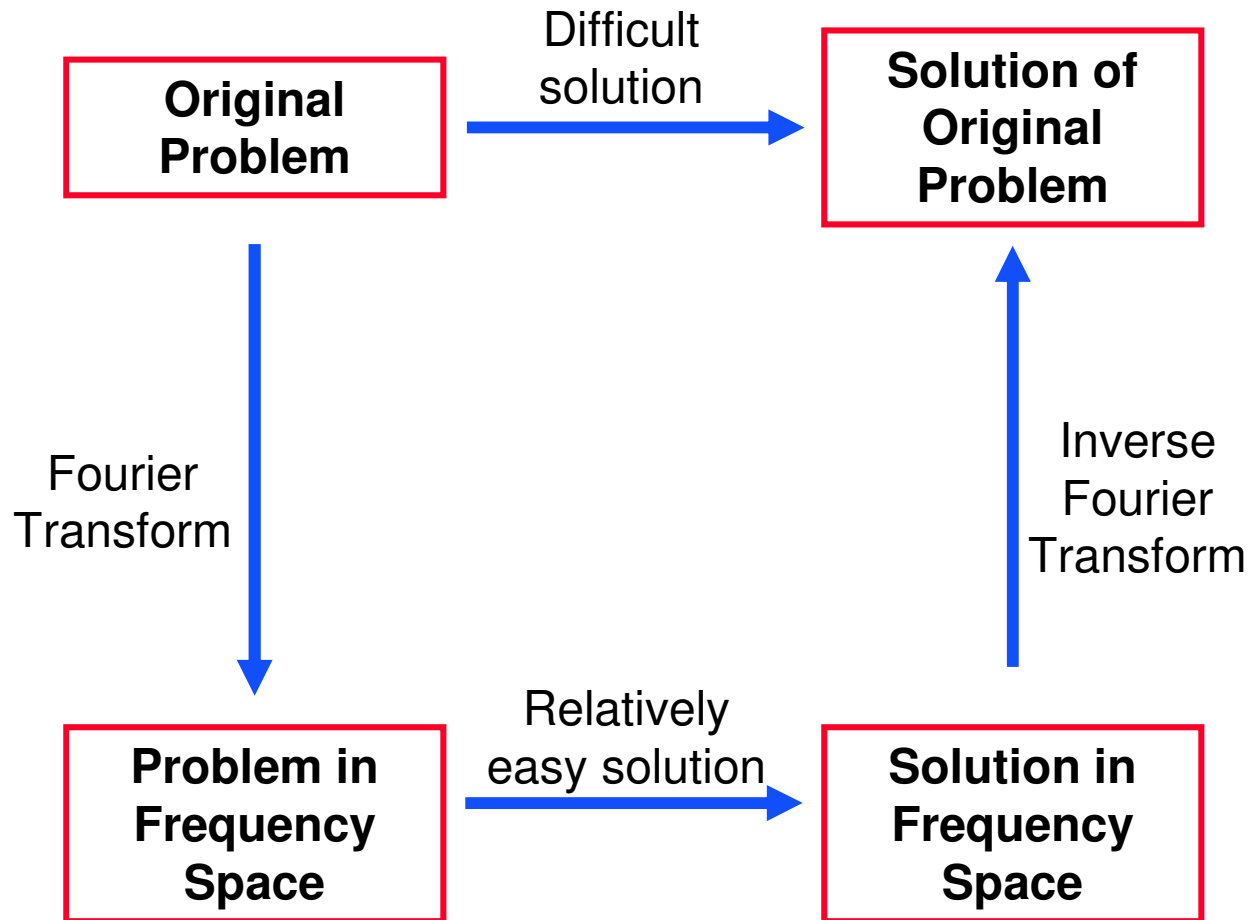 Original
Problem
Difficult
solution
Solution of
Original
Problem
Fourier
Transform
Inverse
Fourier
Transform
Problem in
Frequency
Space
Relatively
easy solution
Solution in
Frequency
Space